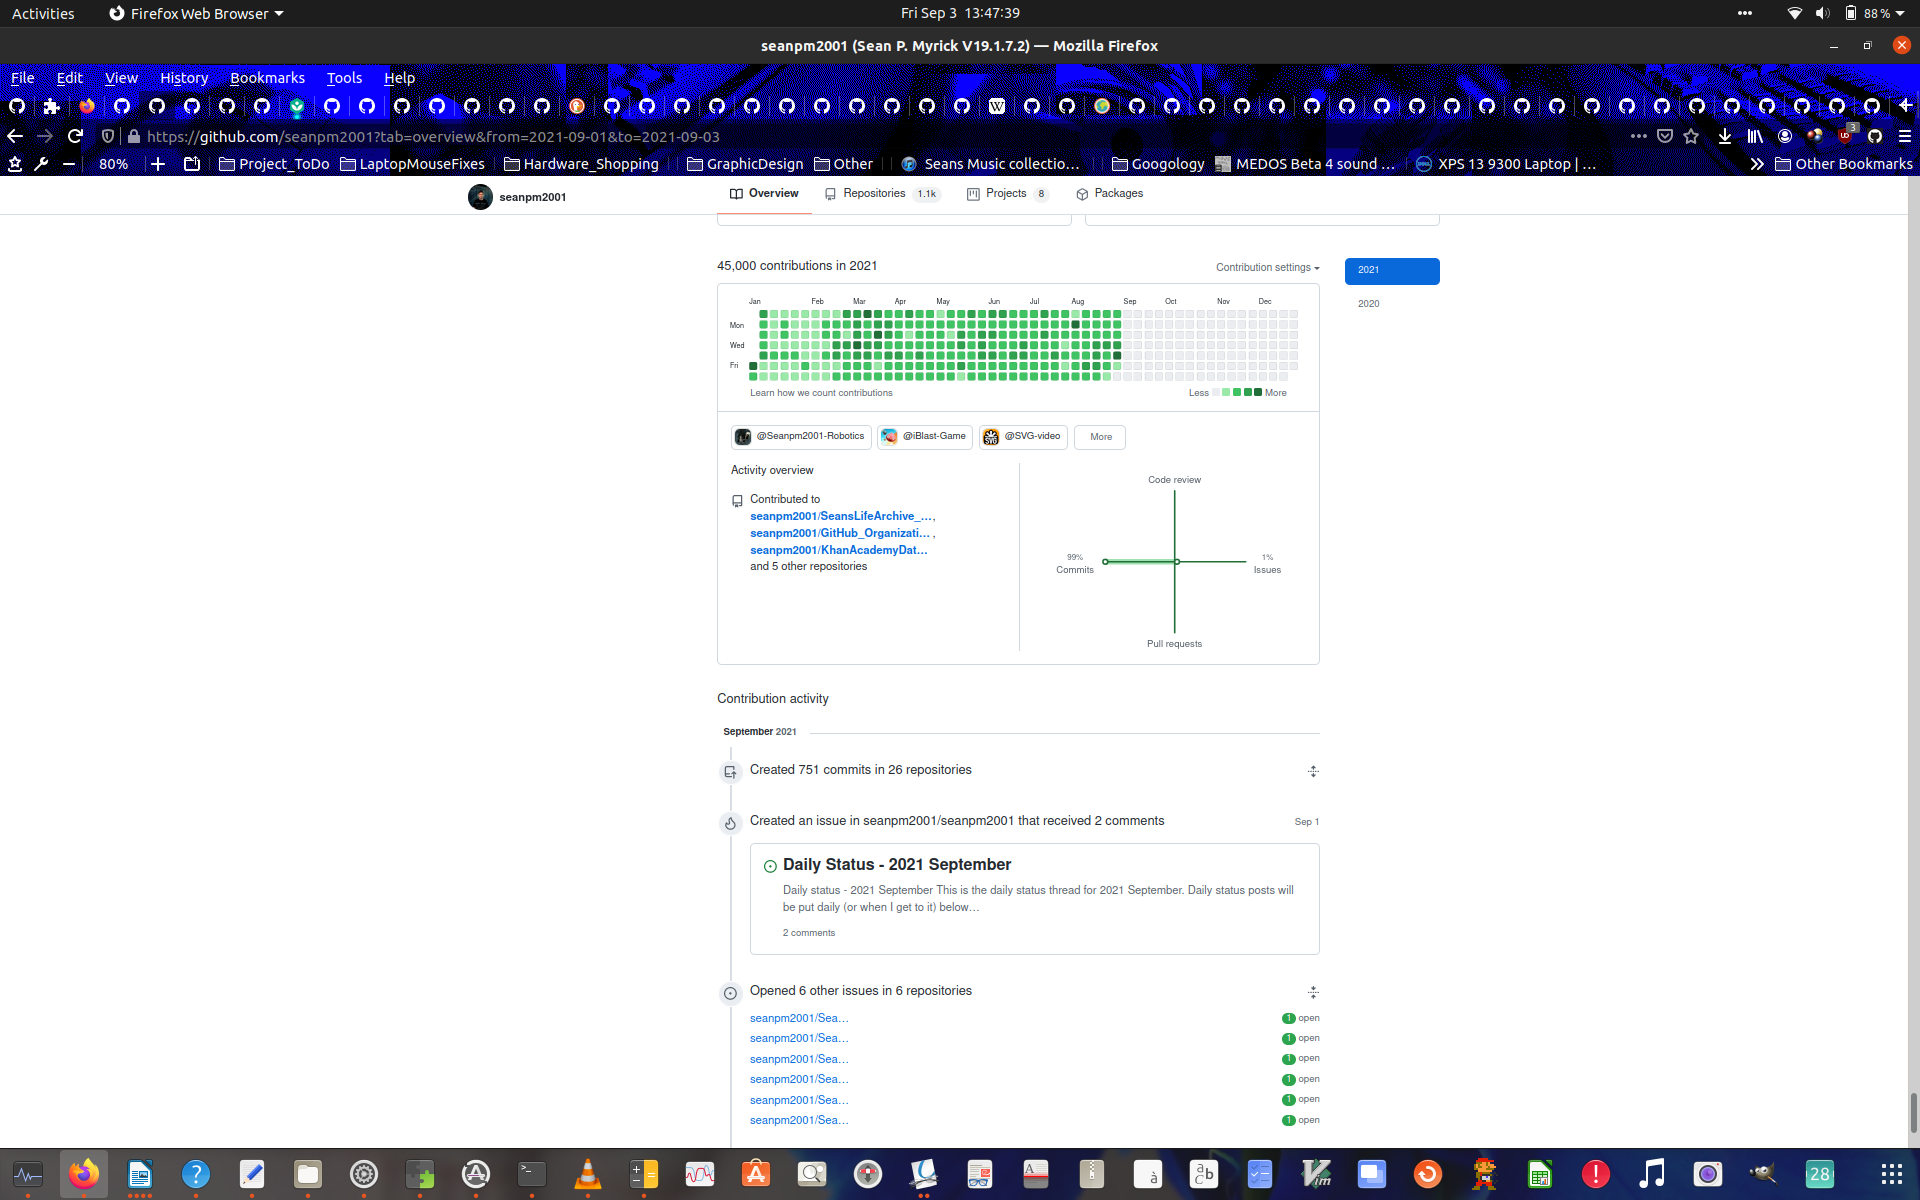 Activities Firefox Web Browser Fri Sep 3 13:47:39 88 %
seanpm2001 (Sean P. Myrick V19.1.7.2) — Mozilla Firefox
File Edit View History Bookmarks Tools Help
https://github.com/seanpm2001?tab=overview&from=2021-09-01&to=2021-09-03 3
80% Project_ToDo LaptopMouseFixes Hardware_Shopping GraphicDesign Other Seans Music collectio… Googology MEDOS Beta 4 sound … XPS 13 9300 Laptop | … Other Bookmarks
seanpm2001 Overview Repositories 1.1k Projects 8 Packages
45,000 contributions in 2021 Contribution settings 2021
2020
Jan Feb Mar Apr May Jun Jul Aug Sep Oct Nov Dec
Mon
Wed
Fri
Learn how we count contributions Less More
@Seanpm2001-Robotics @iBlast-Game @SVG-video More
Activity overview
Contributed to
seanpm2001/SeansLifeArchive_…,
seanpm2001/GitHub_Organizati… ,
seanpm2001/KhanAcademyDat…
and 5 other repositories
Code review
99% Commits
1% Issues
Pull requests
Contribution activity
September 2021
Created 751 commits in 26 repositories
Created an issue in seanpm2001/seanpm2001 that received 2 comments Sep 1
Daily Status - 2021 September
Daily status - 2021 September This is the daily status thread for 2021 September. Daily status posts will
be put daily (or when I get to it) below…
2 comments
Opened 6 other issues in 6 repositories
seanpm2001/Sea… 1 open
seanpm2001/Sea… 1 open
seanpm2001/Sea… 1 open
seanpm2001/Sea… 1 open
seanpm2001/Sea… 1 open
seanpm2001/Sea… 1 open
28